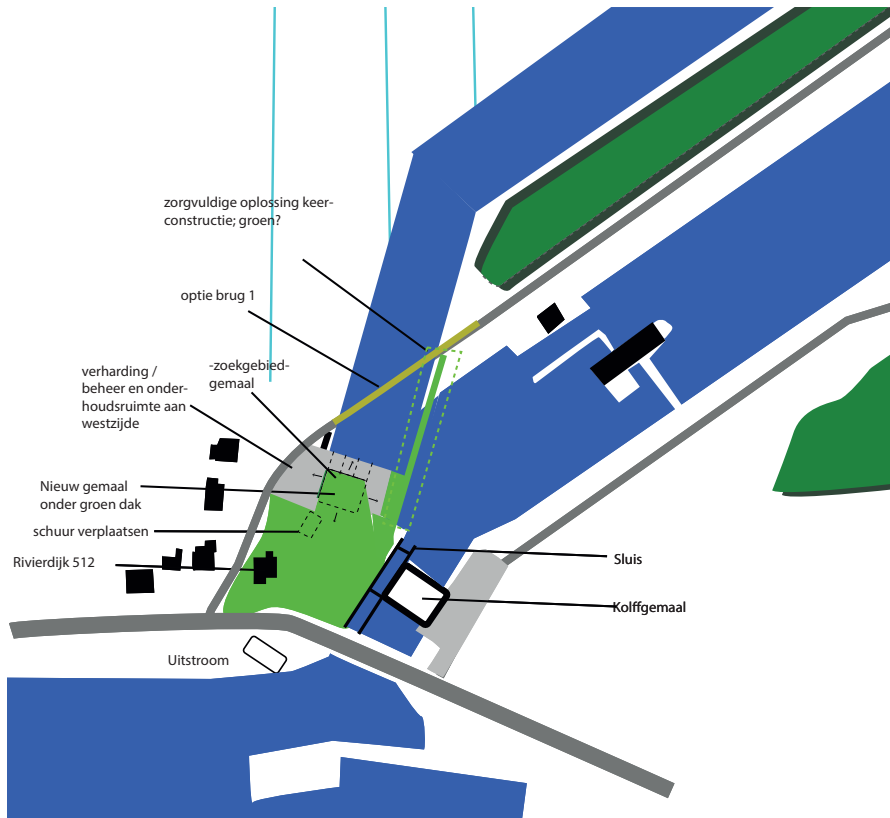 zorgvuldige oplossing keer-
constructie; groen?
optie brug 1
-zoekgebied-
gemaal
verharding /
beheer en onder-
houdsruimte aan
westzijde
Nieuw gemaal
onder groen dak
schuur verplaatsen
Rivierdijk 512
Sluis
Kolffgemaal
Uitstroom